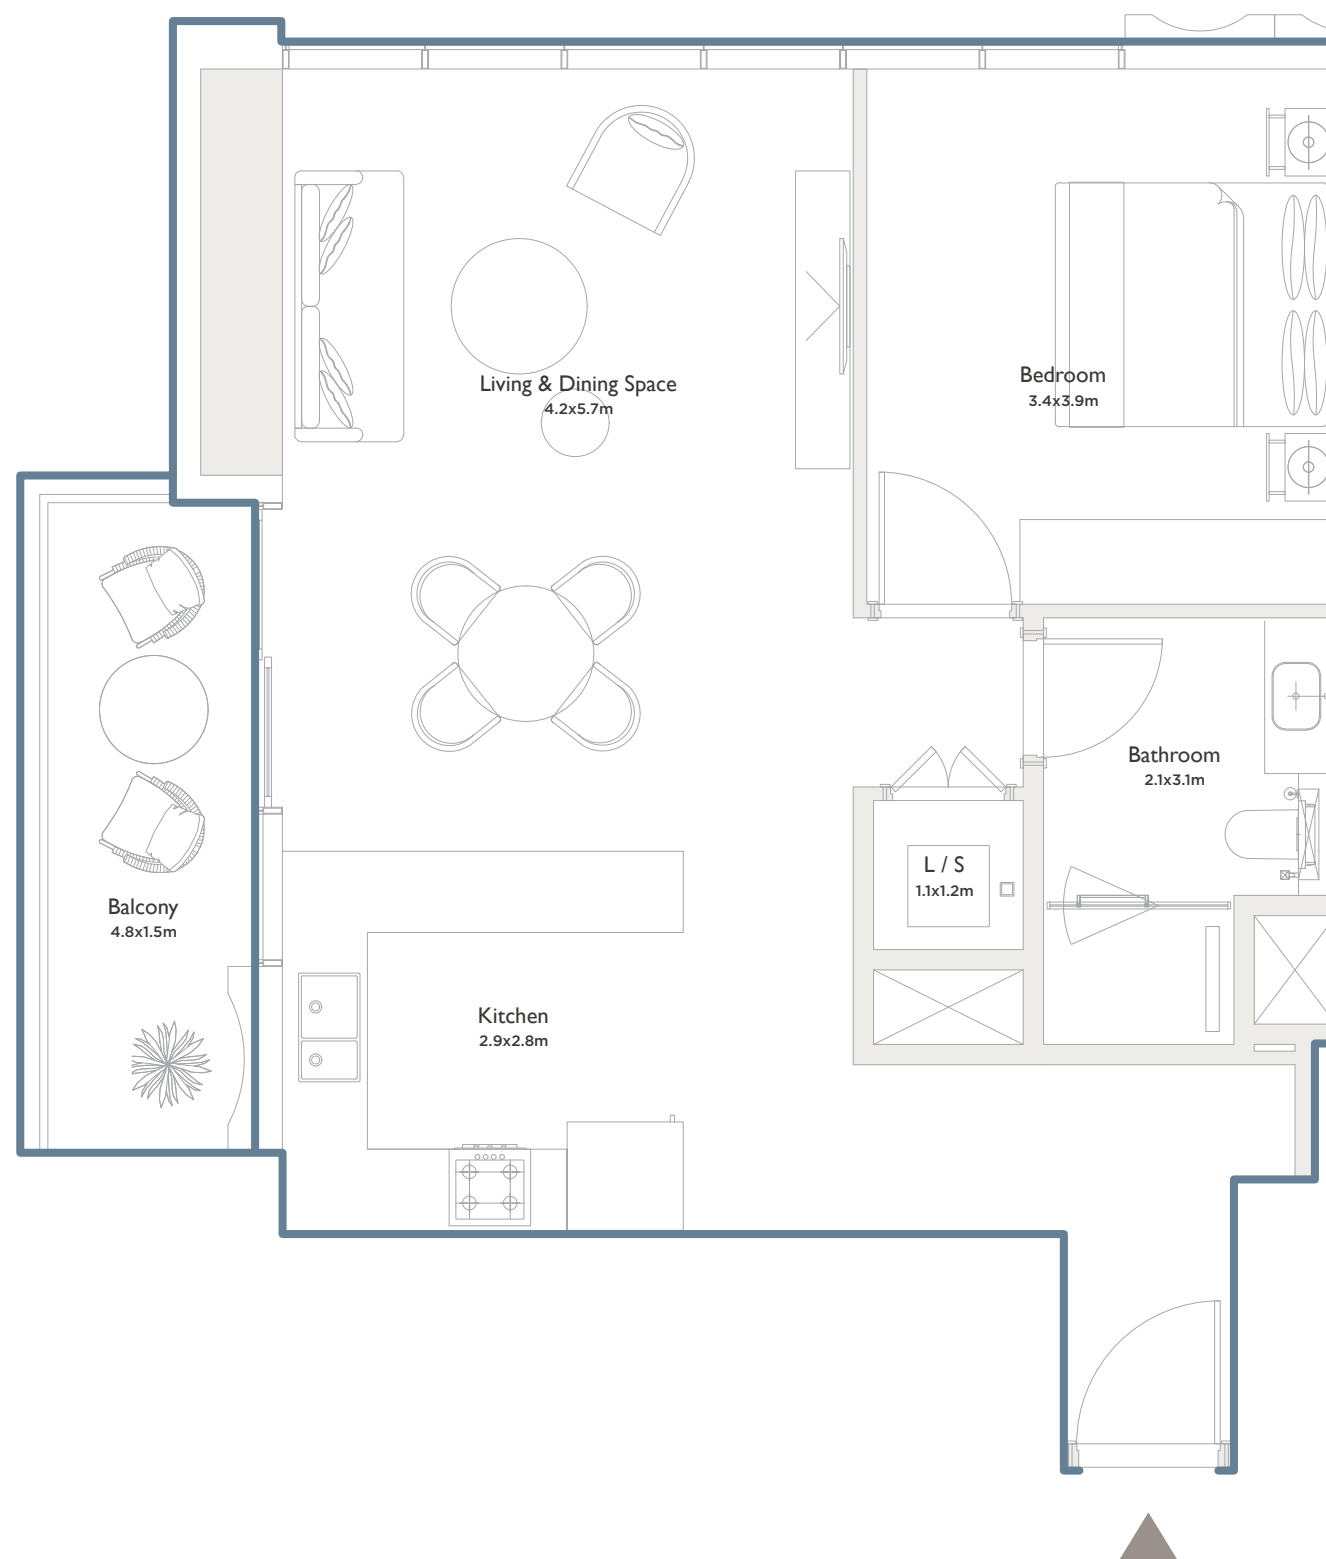 Living & Dining Space
4.2x5.7m
Bedroom
3.4x3.9m
Bathroom
2.1x3.1m
L / S
1.1x1.2m
Balcony
4.8x1.5m
Kitchen
2.9x2.8m